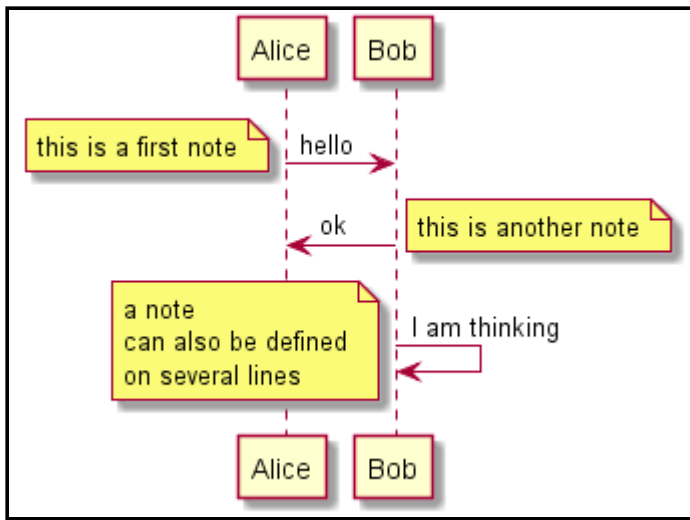 Alice Bob
this is a first note hello
ok this is another note
a note
can also be defined
on several lines
I am thinking
Alice Bob